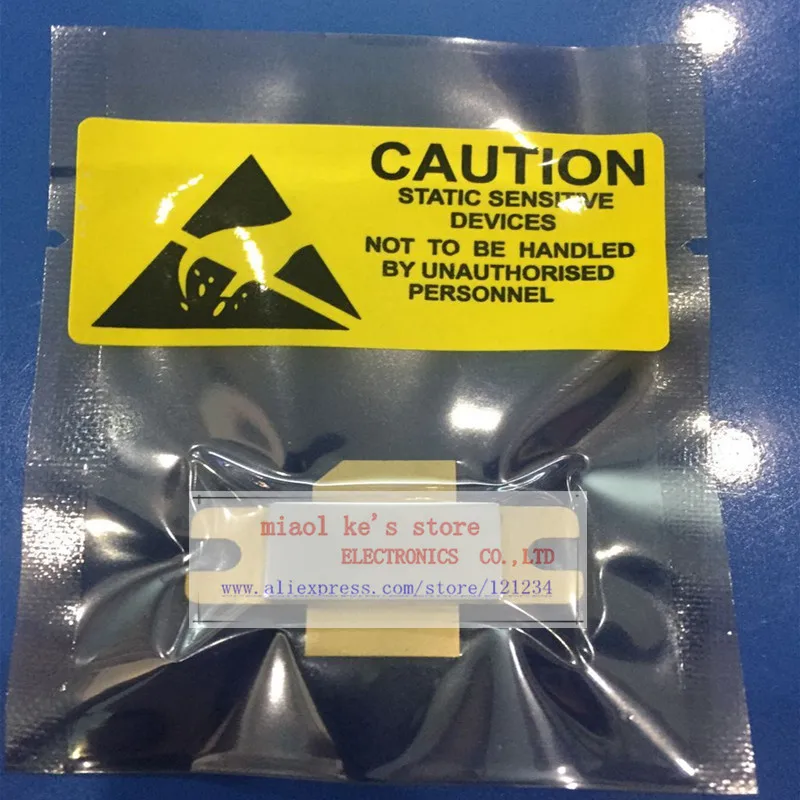 CAUTION
STATIC SENSITIVE
DEVICES
NOT TO BE HANDLED
BY UNAUTHORISED
PERSONNEL
miaol ke's store
ELECTRONICS CO.,LTD
www.aliexpress.com/store/121234